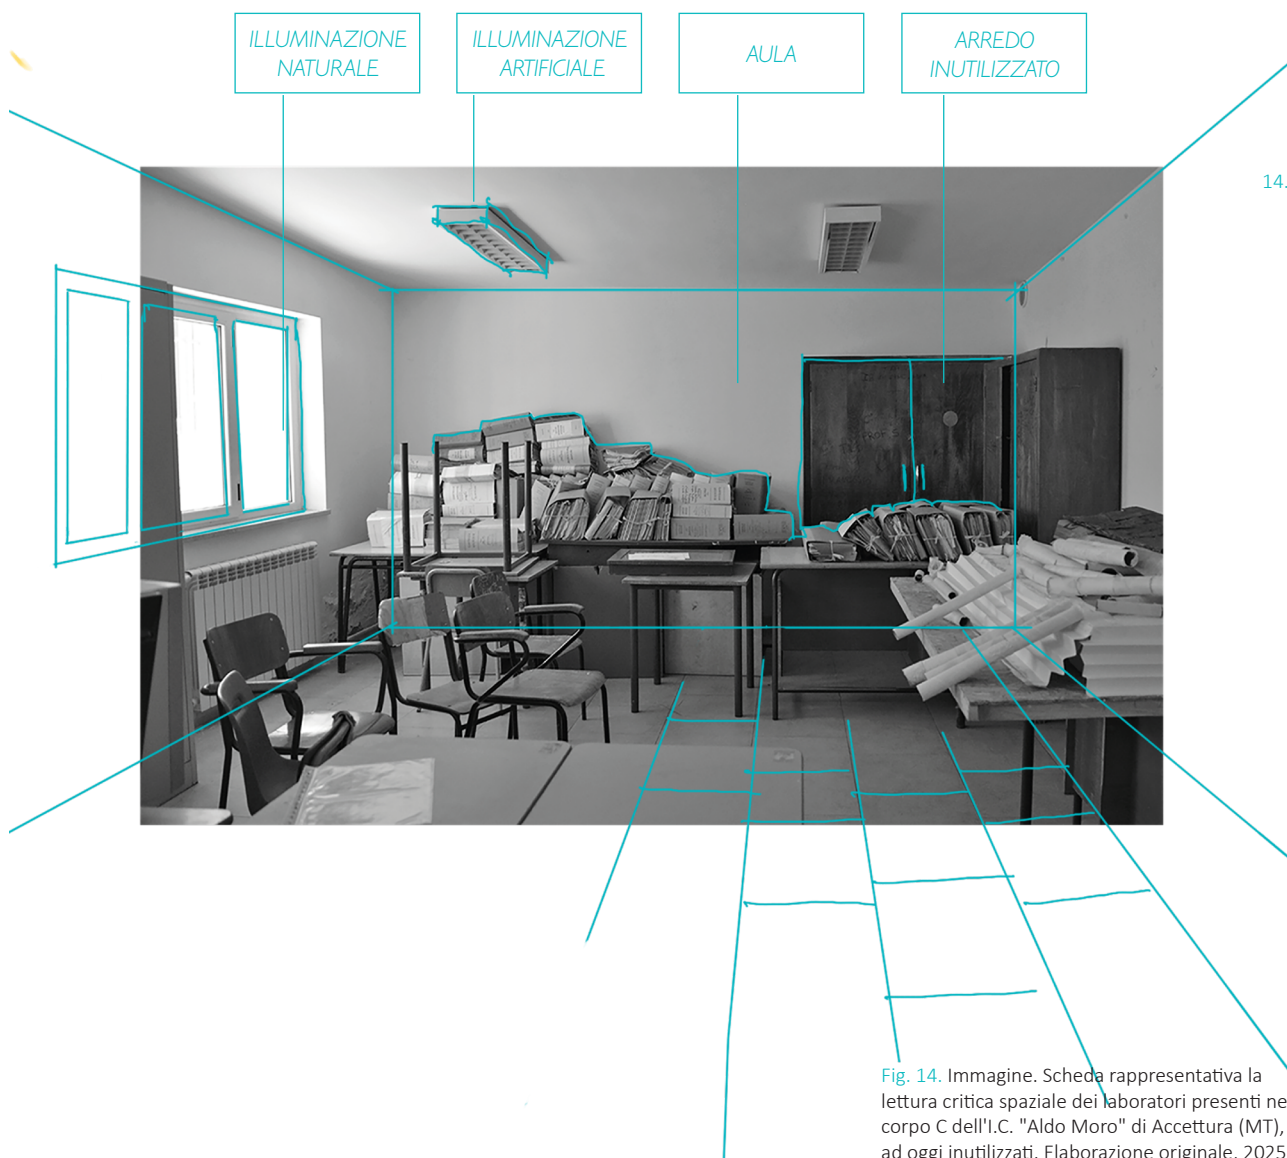 ILLUMINAZIONE
NATURALE
ILLUMINAZIONE
ARTIFICIALE
AULA
ARREDO
INUTILIZZATO
14.
Fig. 14. Immagine. Scheda rappresentativa la
lettura critica spaziale dei laboratori presenti ne
corpo C dell'I.C. "Aldo Moro" di Accettura (MT),
ad oggi inutilizzati. Elaborazione originale, 2025